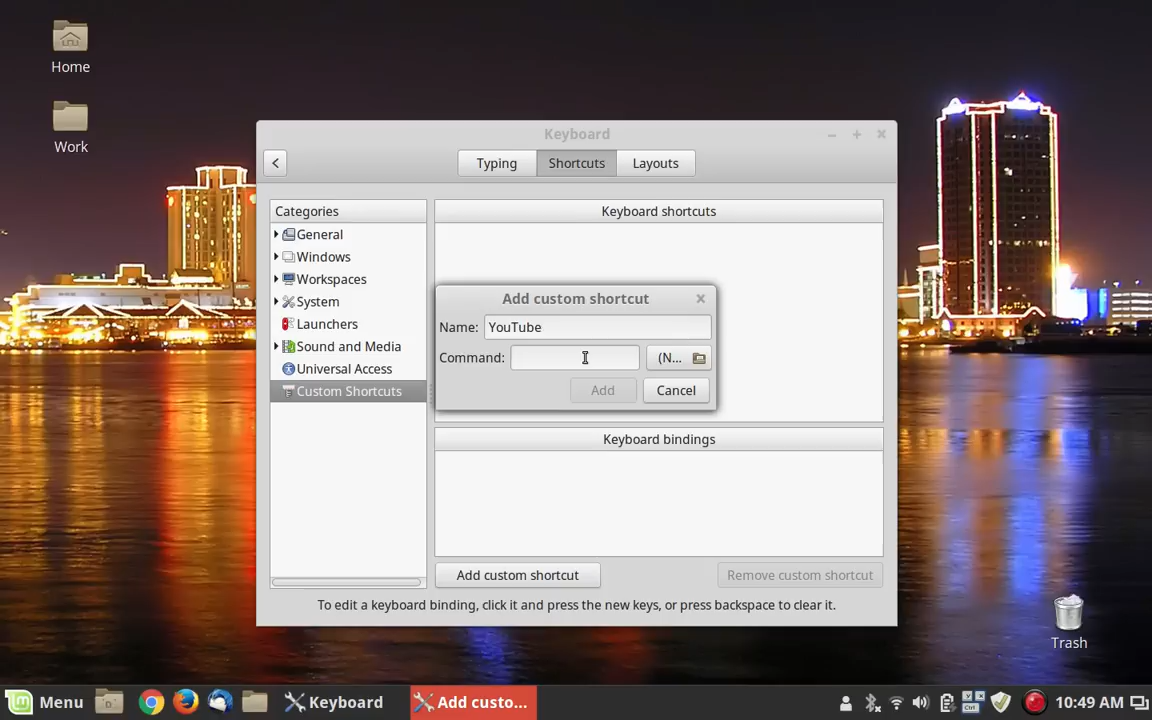 Home
Work
Keyboard
Typing
Shortcuts
Layouts
Categories
General
Windows
Workspaces
System
Launchers
Sound and Media
Universal Access
Custom Shortcuts
Keyboard shortcuts
Add custom shortcut
Name: YouTube
Command:
(N...
Add
Cancel
Keyboard bindings
Add custom shortcut
Remove custom shortcut
To edit a keyboard binding, click it and press the new keys, or press backspace to clear it.
Trash
Menu
Keyboard
Add custo...
10:49 AM